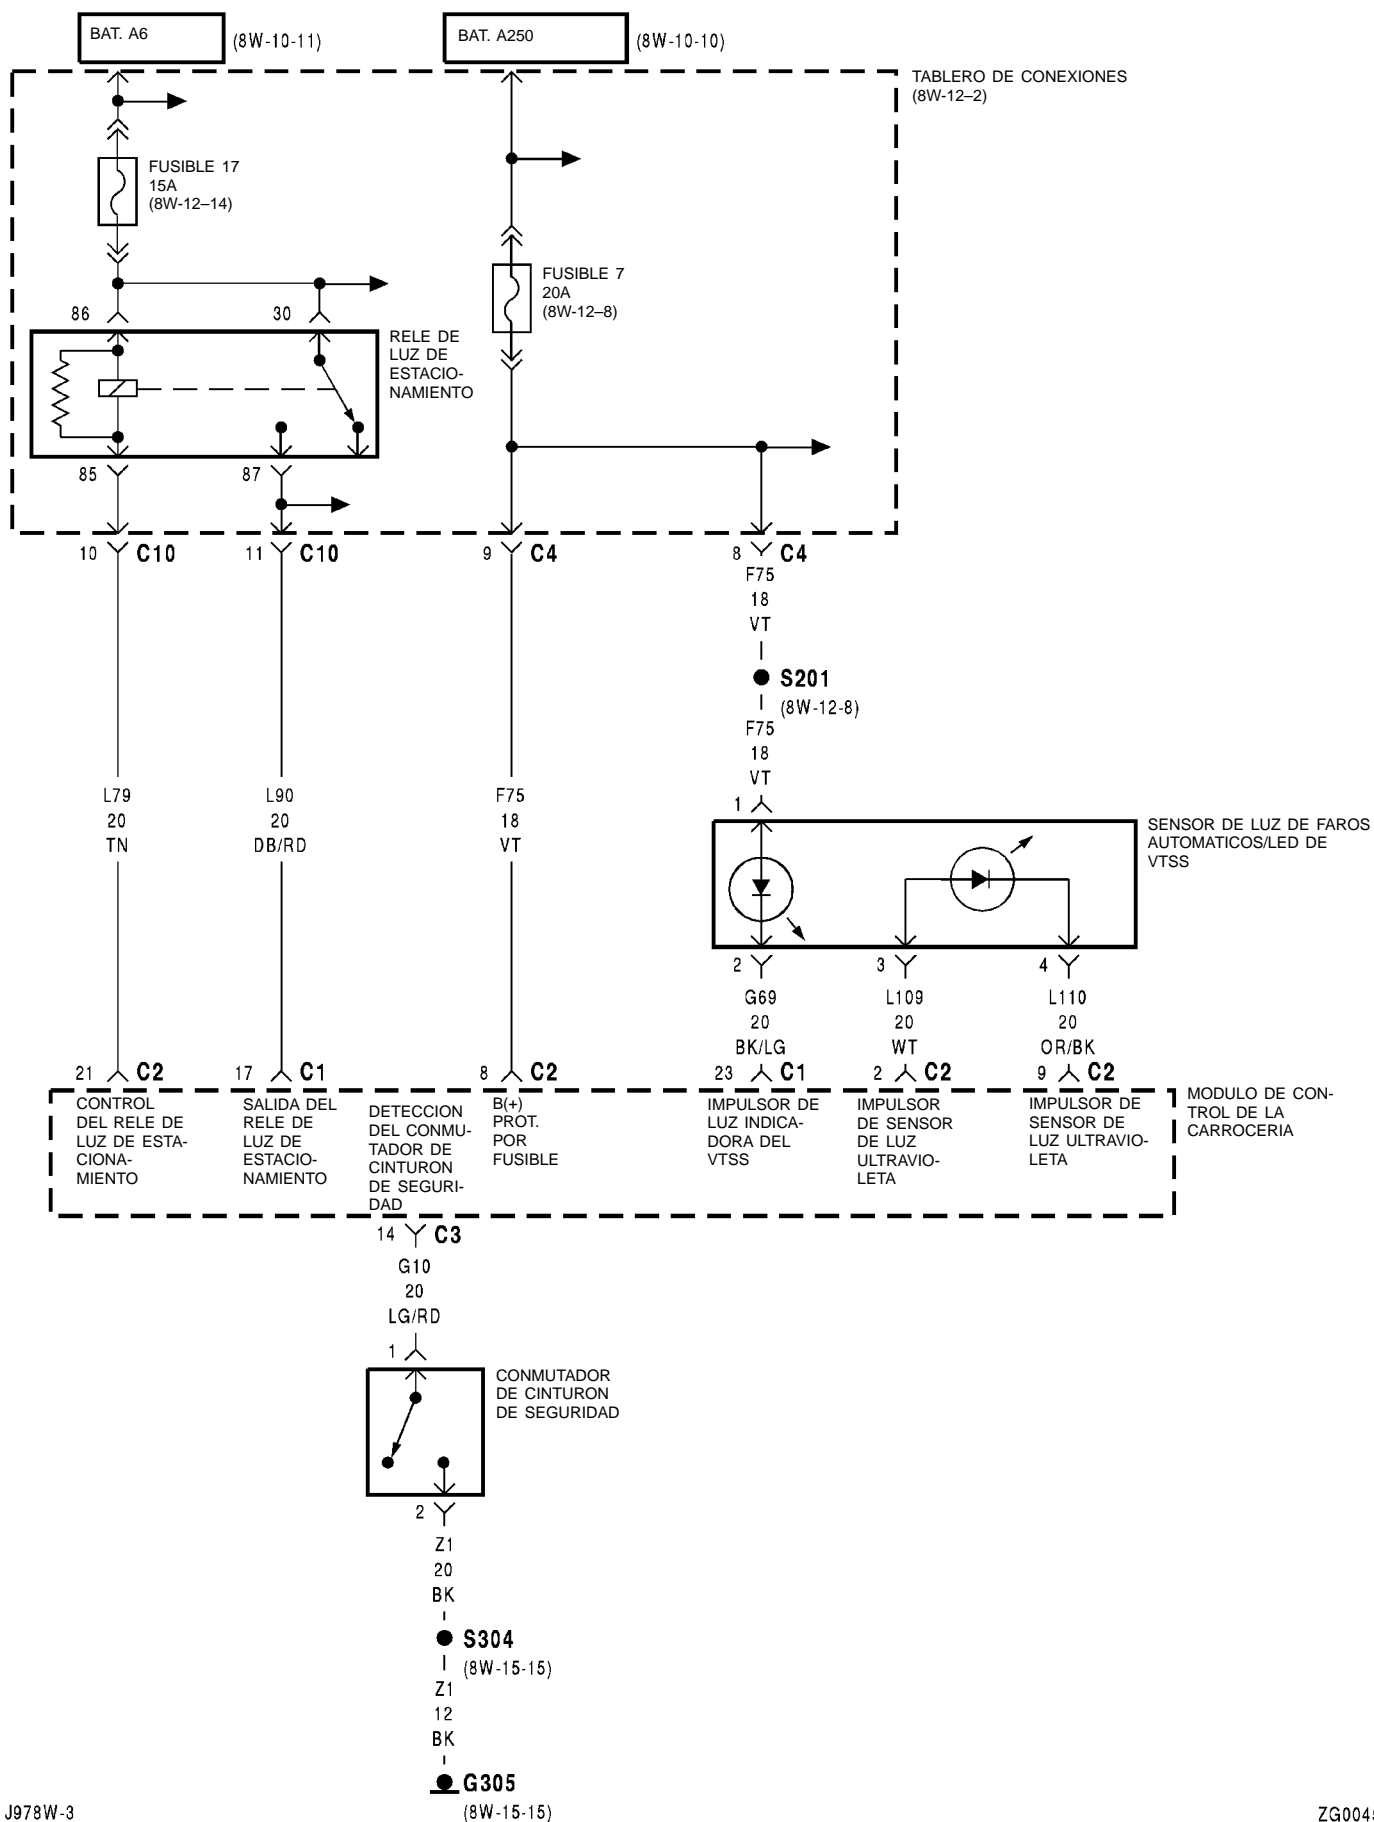 BAT. A6
(8W-10-11)
BAT. A250
(8W-10-10)
TABLERO DE CONEXIONES
(8W-12–2)
FUSIBLE 17
15A
(8W-12–14)
FUSIBLE 7
20A
(8W-12–8)
86
30
RELE DE
LUZ DE
ESTACIO-
NAMIENTO
85
87
10 C10
11 C10
9 C4
8 C4
F75
18
VT
S201
(8W-12-8)
F75
18
VT
L79
20
TN
L90
20
DB/RD
F75
18
VT
1
SENSOR DE LUZ DE FAROS
AUTOMATICOS/LED DE
VTSS
2
3
4
G69
20
BK/LG
L109
20
WT
L110
20
OR/BK
21 C2
17 C1
8 C2
23 C1
2 C2
9 C2
CONTROL
DEL RELE DE
LUZ DE ESTA-
CIONA-
MIENTO
SALIDA DEL
RELE DE
LUZ DE
ESTACIO-
NAMIENTO
DETECCION
DEL CONMU-
TADOR DE
CINTURON
DE SEGURI-
DAD
B(+)
PROT.
POR
FUSIBLE
IMPULSOR DE
LUZ INDICA-
DORA DEL
VTSS
IMPULSOR
DE SENSOR
DE LUZ
ULTRAVIO-
LETA
IMPULSOR DE
SENSOR DE
LUZ ULTRAVIO-
LETA
MODULO DE CON-
TROL DE LA
CARROCERIA
14 C3
G10
20
LG/RD
1
CONMUTADOR
DE CINTURON
DE SEGURIDAD
2
Z1
20
BK
S304
(8W-15-15)
Z1
12
BK
G305
(8W-15-15)
J978W-3